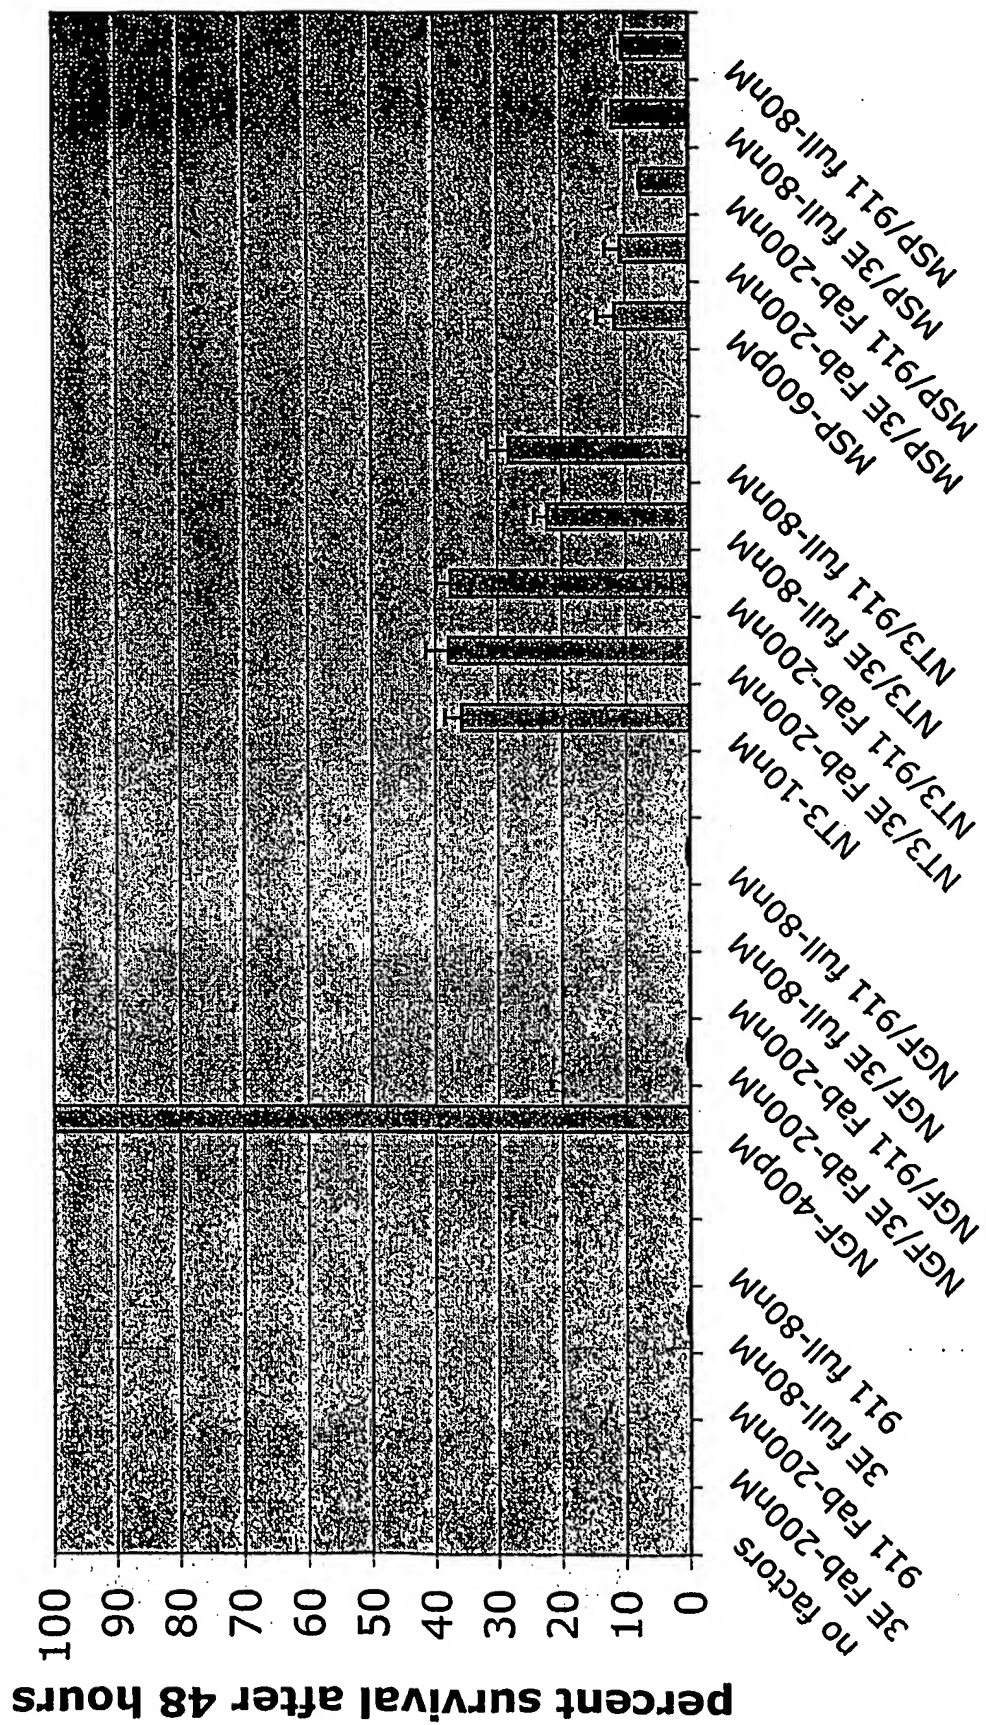 percent survival after 48 hours
100
90
80
70
60
50
40
30
20
10
0
no factors
3E Fab-200nM
911 Fab-200nM
3E full-80nM
911 full-80nM
NGF-400pM
NGF/3E Fab-200nM
NGF/911 Fab-200nM
NGF/3E full-80nM
NGF/911 full-80nM
NT3-10nM
NT3/3E Fab-200nM
NT3/911 Fab-200nM
NT3/3E full-80nM
NT3/911 full-80nM
MSP-600pM
MSP/3E Fab-200nM
MSP/911 Fab-200nM
MSP/3E full-80nM
MSP/911 full-80nM